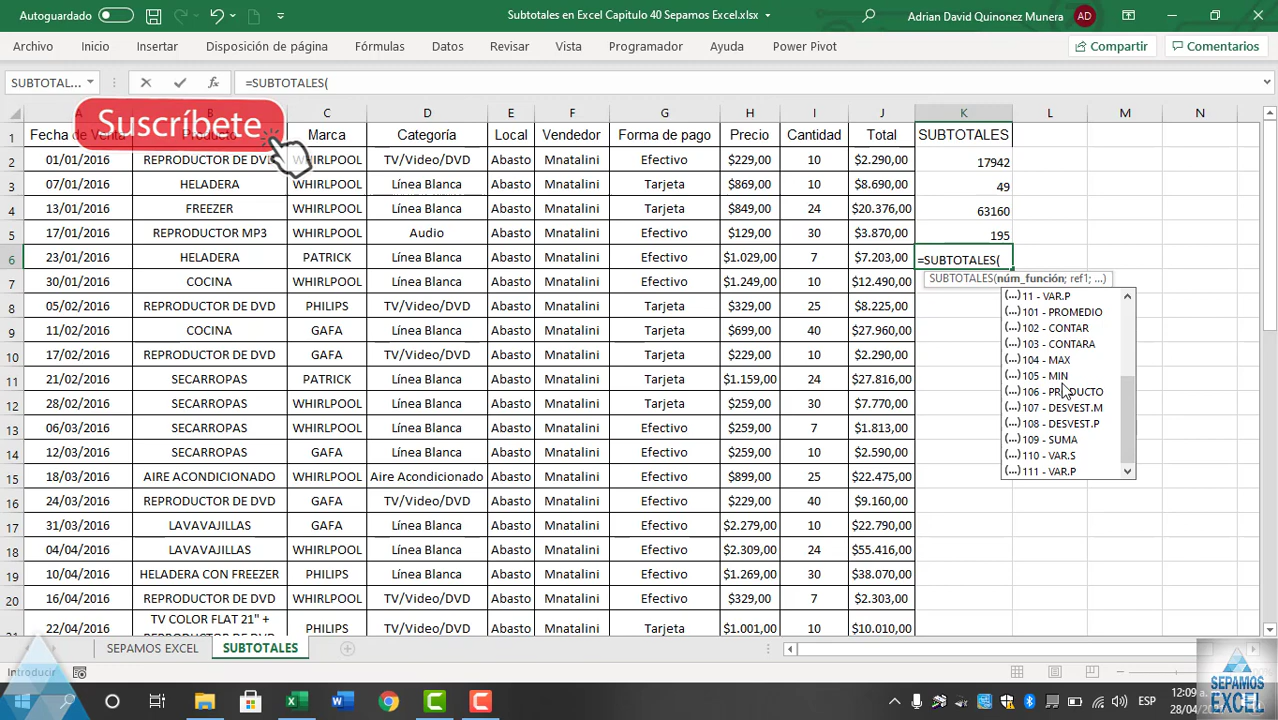 Autoguardado
Subtotales en Excel Capitulo 40 Sepamos Excel.xlsx
Adrian David Quinonez Munera AD
Archivo Inicio Insertar Disposición de página Fórmulas Datos Revisar Vista Programador Ayuda Power Pivot Compartir Comentarios
SUBTOTAL... fx =SUBTOTALES(
Suscríbete
A B C D E F G H I J K L M N
1 Fecha de Venta Producto Marca Categoría Local Vendedor Forma de pago Precio Cantidad Total SUBTOTALES
2 01/01/2016 REPRODUCTOR DE DVD WHIRLPOOL TV/Video/DVD Abasto Mnatalini Efectivo $229,00 10 $2.290,00 17942
3 07/01/2016 HELADERA WHIRLPOOL Línea Blanca Abasto Mnatalini Tarjeta $869,00 10 $8.690,00 49
4 13/01/2016 FREEZER WHIRLPOOL Línea Blanca Abasto Mnatalini Tarjeta $849,00 24 $20.376,00 63160
5 17/01/2016 REPRODUCTOR MP3 WHIRLPOOL Audio Abasto Mnatalini Tarjeta $129,00 30 $3.870,00 195
6 23/01/2016 HELADERA PATRICK Línea Blanca Abasto Mnatalini Efectivo $1.029,00 7 $7.203,00 =SUBTOTALES(
SUBTOTALES(núm_función; ref1; ...)
7 30/01/2016 COCINA WHIRLPOOL Línea Blanca Abasto Mnatalini Efectivo $1.249,00 10 $12.490,00
8 05/02/2016 REPRODUCTOR DE DVD PHILIPS TV/Video/DVD Abasto Mnatalini Tarjeta $329,00 25 $8.225,00
9 11/02/2016 COCINA GAFA Línea Blanca Abasto Mnatalini Efectivo $699,00 40 $27.960,00
10 17/02/2016 REPRODUCTOR DE DVD GAFA TV/Video/DVD Abasto Mnatalini Tarjeta $229,00 10 $2.290,00
11 21/02/2016 SECARROPAS PATRICK Línea Blanca Abasto Mnatalini Tarjeta $1.159,00 24 $27.816,00
12 28/02/2016 SECARROPAS WHIRLPOOL Línea Blanca Abasto Mnatalini Tarjeta $259,00 30 $7.770,00
13 06/03/2016 SECARROPAS WHIRLPOOL Línea Blanca Abasto Mnatalini Efectivo $259,00 7 $1.813,00
14 12/03/2016 SECARROPAS WHIRLPOOL Línea Blanca Abasto Mnatalini Efectivo $259,00 10 $2.590,00
15 18/03/2016 AIRE ACONDICIONADO WHIRLPOOL Aire Acondicionado Abasto Mnatalini Efectivo $899,00 25 $22.475,00
16 24/03/2016 REPRODUCTOR DE DVD GAFA TV/Video/DVD Abasto Mnatalini Efectivo $229,00 40 $9.160,00
17 31/03/2016 LAVAVAJILLAS GAFA Línea Blanca Abasto Mnatalini Efectivo $2.279,00 10 $22.790,00
18 04/04/2016 LAVAVAJILLAS WHIRLPOOL Línea Blanca Abasto Mnatalini Efectivo $2.309,00 24 $55.416,00
19 10/04/2016 HELADERA CON FREEZER PHILIPS Línea Blanca Abasto Mnatalini Efectivo $1.269,00 30 $38.070,00
20 16/04/2016 REPRODUCTOR DE DVD WHIRLPOOL TV/Video/DVD Abasto Mnatalini Efectivo $329,00 7 $2.303,00
TV COLOR FLAT 21" +
22/04/2016 PHILIPS TV/Video/DVD Abasto Mnatalini Tarjeta $1.001,00 10 $10.010,00
REPRODUCTOR DE DVD
(...) 11 - VAR.P
(...) 101 - PROMEDIO
(...) 102 - CONTAR
(...) 103 - CONTARA
(...) 104 - MAX
(...) 105 - MIN
(...) 106 - PRODUCTO
(...) 107 - DESVEST.M
(...) 108 - DESVEST.P
(...) 109 - SUMA
(...) 110 - VAR.S
(...) 111 - VAR.P
SEPAMOS EXCEL SUBTOTALES
Introducir
ESP 12:09 a.m.
28/04/
SEPAMOS
EXCEL